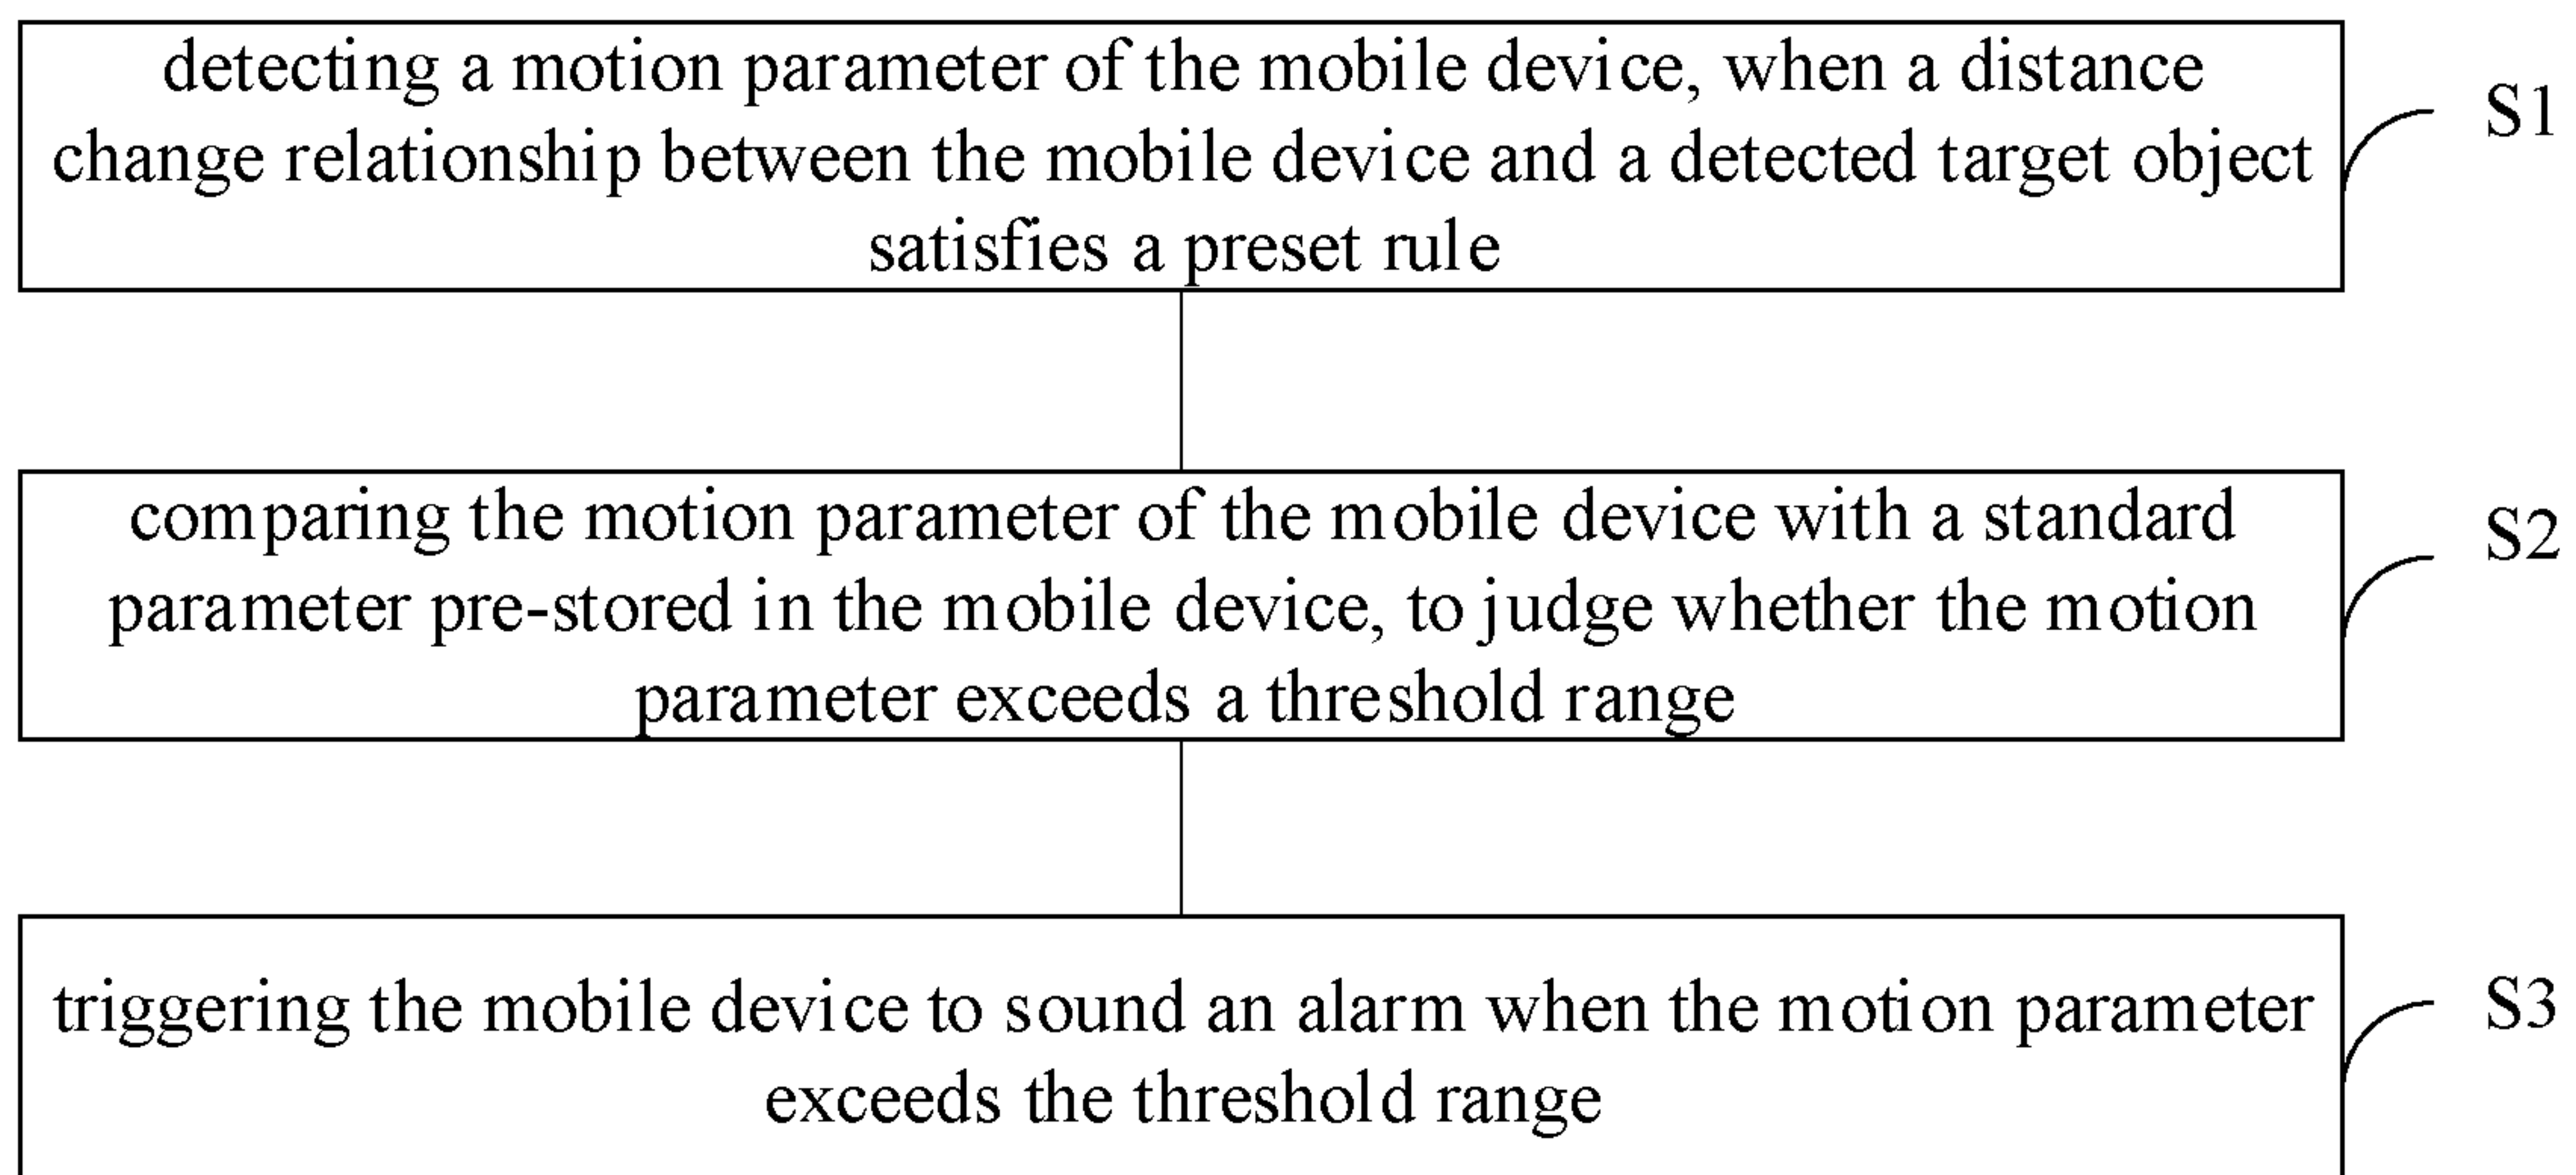 detecting a motion parameter of the mobile device, when a distance
change relationship between the mobile device and a detected target object
satisfies a preset rule
S1
comparing the motion parameter of the mobile device with a standard
parameter pre-stored in the mobile device, to judge whether the motion
parameter exceeds a threshold range
S2
triggering the mobile device to sound an alarm when the motion parameter
exceeds the threshold range
S3